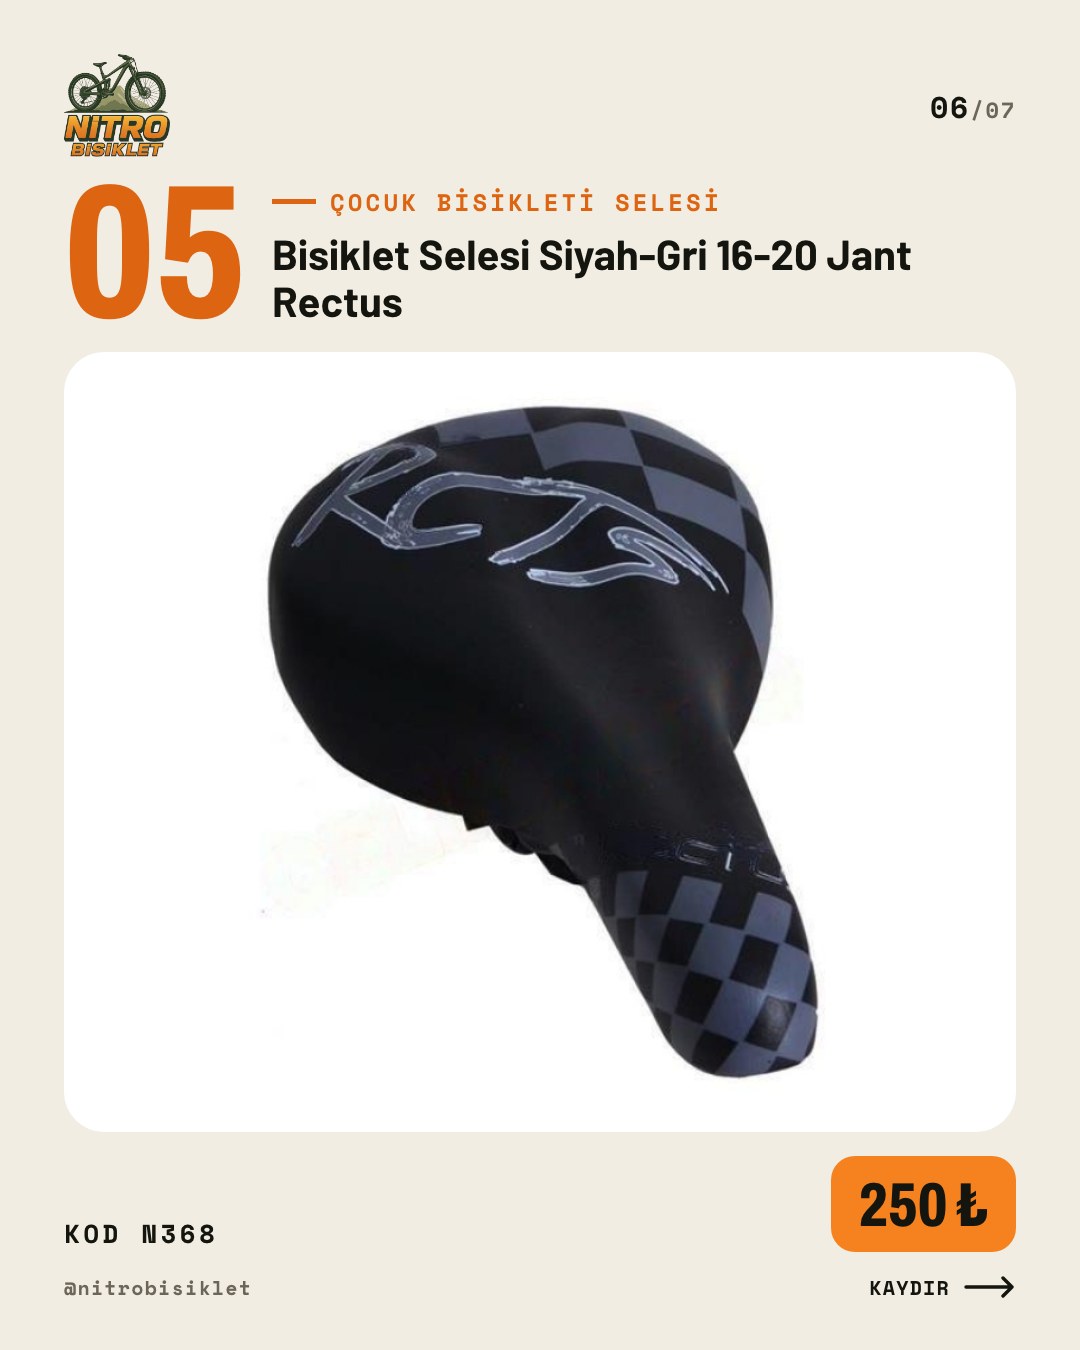 NiTRO
BISIKLET
06/07
05
ÇOCUK BİSİKLETİ SELESİ
Bisiklet Selesi Siyah-Gri 16-20 Jant
Rectus
RCTS
250 ₺
KOD N368
@nitrobisiklet
KAYDIR